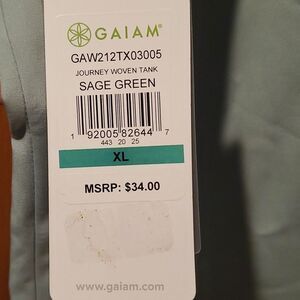 GAIAM
GAW212TX03005
JOURNEY WOVEN TANK
SAGE GREEN
1 92005 82644 7
443 20 25
XL
MSRP: $34.00
www.gaiam.com